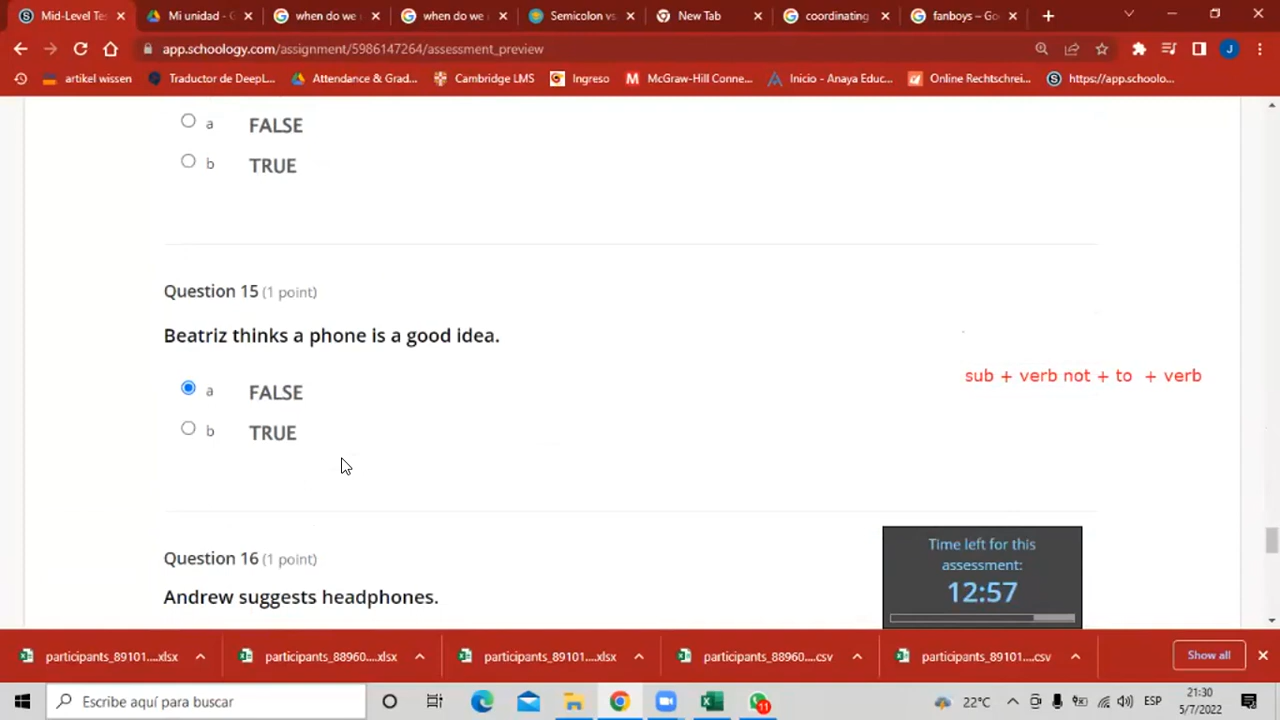 Mid-Level Te
Mi unidad - G
when do we
when do we
Semicolon vs.
New Tab
coordinating
fanboys – Go
app.schoology.com/assignment/5986147264/assessment_preview
J
artikel wissen
Traductor de DeepL...
Attendance & Grad...
Cambridge LMS
Ingreso
McGraw-Hill Conne...
Inicio - Anaya Educ...
Online Rechtschrei...
https://app.schoolo...
a FALSE
b TRUE
Question 15 (1 point)
Beatriz thinks a phone is a good idea.
sub + verb not + to + verb
a FALSE
b TRUE
Question 16 (1 point)
Andrew suggests headphones.
Time left for this
assessment:
12:57
participants_89101....xlsx
participants_88960....xlsx
participants_89101....xlsx
participants_88960....csv
participants_89101....csv
Show all
Escribe aquí para buscar
11
22°C
ESP
21:30
5/7/2022